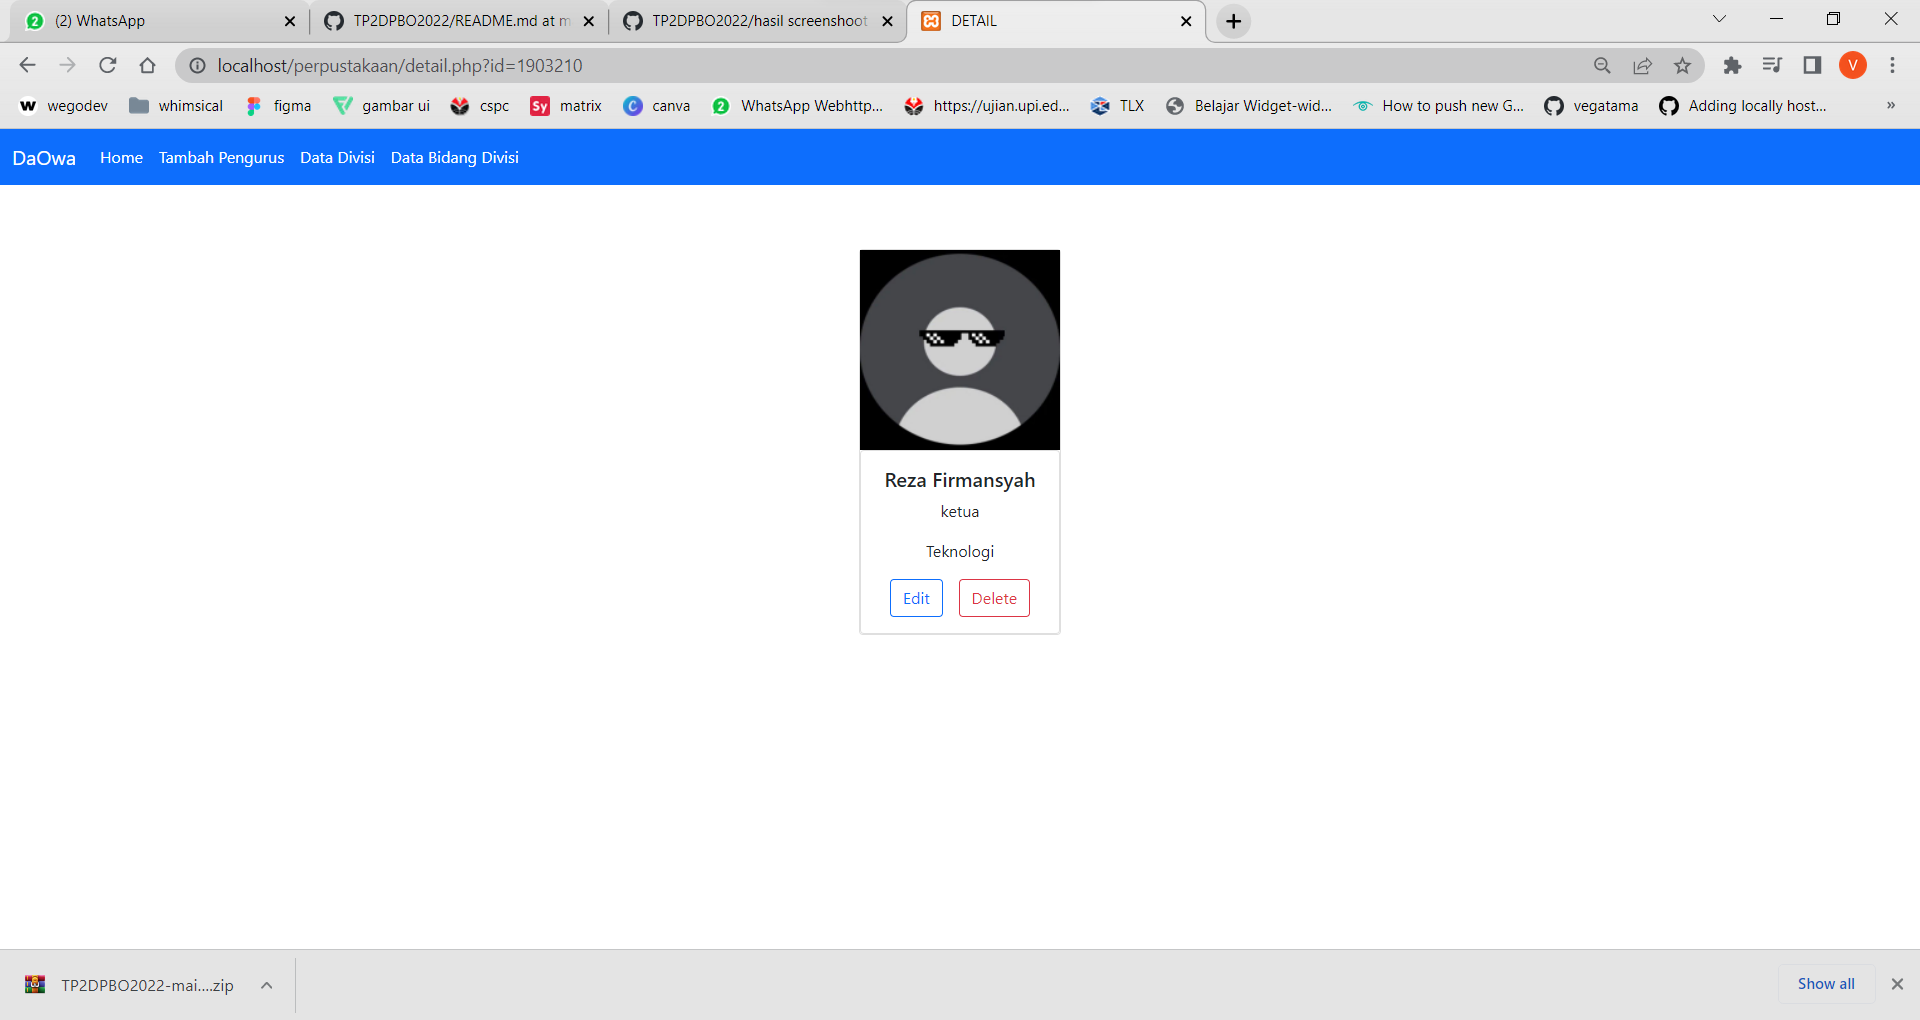 (2) WhatsApp
TP2DPBO2022/README.md at m
TP2DPBO2022/hasil screenshoot
DETAIL
localhost/perpustakaan/detail.php?id=1903210
V
wegodev whimsical figma gambar ui cspc Sy matrix C canva 2 WhatsApp Webhttp... https://ujian.upi.ed... TLX Belajar Widget-wid... How to push new G... vegatama Adding locally host... »
DaOwa Home Tambah Pengurus Data Divisi Data Bidang Divisi
Reza Firmansyah
ketua
Teknologi
Edit Delete
TP2DPBO2022-mai....zip
Show all